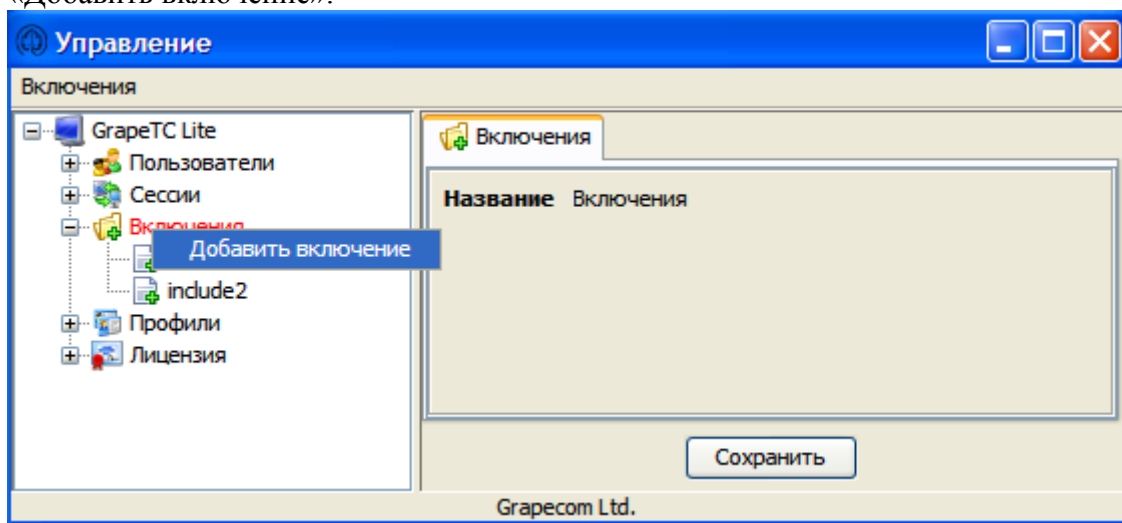 «Добавить включение».
Управление
Включения
GrapeTC Lite
Пользователи
Сессии
Включения
Добавить включение
include2
Профили
Лицензия
Включения
Название Включения
Сохранить
Grapecom Ltd.